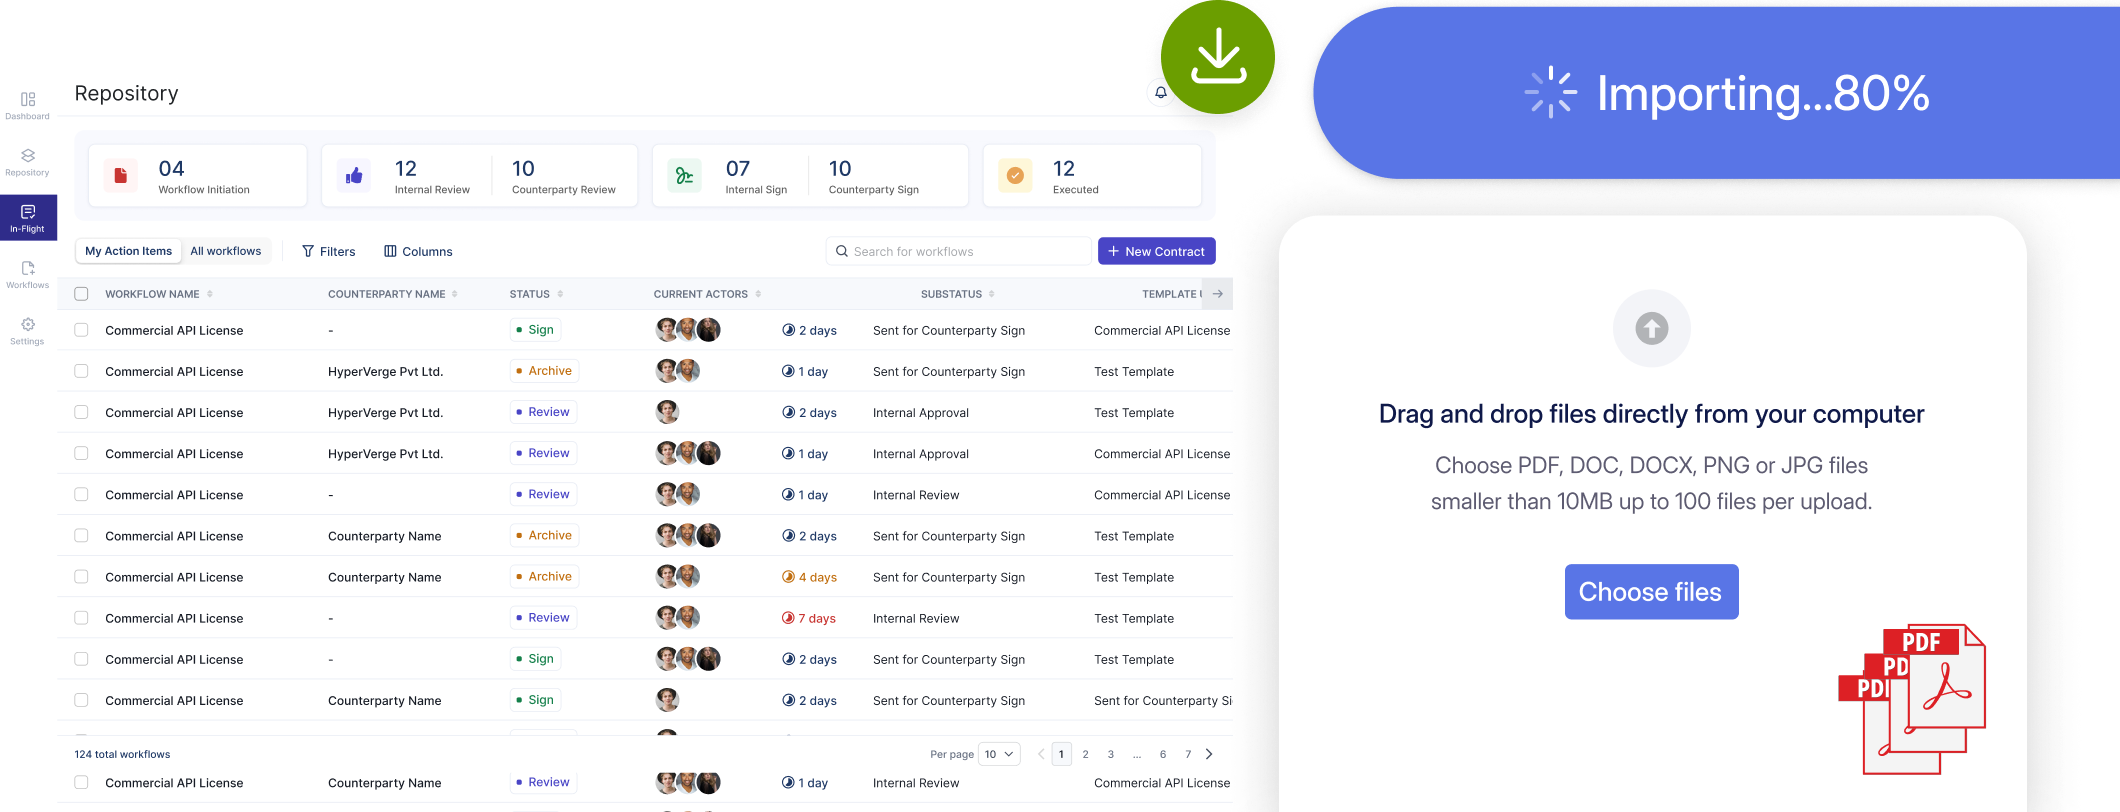 Repository
Importing...80%
Dashboard
Repository
In-Flight
Workflows
Settings
04
Workflow Initiation
12
Internal Review
10
Counterparty Review
07
Internal Sign
10
Counterparty Sign
12
Executed
My Action Items All workflows Filters Columns Search for workflows New Contract
WORKFLOW NAME COUNTERPARTY NAME STATUS CURRENT ACTORS SUBSTATUS TEMPLATE
Commercial API License - Sign 2 days Sent for Counterparty Sign Commercial API License
Commercial API License HyperVerge Pvt Ltd. Archive 1 day Sent for Counterparty Sign Test Template
Commercial API License HyperVerge Pvt Ltd. Review 2 days Internal Approval Test Template
Commercial API License HyperVerge Pvt Ltd. Review 1 day Internal Approval Commercial API License
Commercial API License - Review 1 day Internal Review Commercial API License
Commercial API License Counterparty Name Archive 2 days Sent for Counterparty Sign Test Template
Commercial API License Counterparty Name Archive 4 days Sent for Counterparty Sign Test Template
Commercial API License - Review 7 days Internal Review Test Template
Commercial API License - Sign 2 days Sent for Counterparty Sign Test Template
Commercial API License Counterparty Name Sign 2 days Sent for Counterparty Sign Sent for Counterparty Si
124 total workflows Per page 10 1 2 3 ... 6 7
Commercial API License Counterparty Name Review 1 day Internal Review Commercial API License
Drag and drop files directly from your computer
Choose PDF, DOC, DOCX, PNG or JPG files
smaller than 10MB up to 100 files per upload.
Choose files
PDF
PD
PD